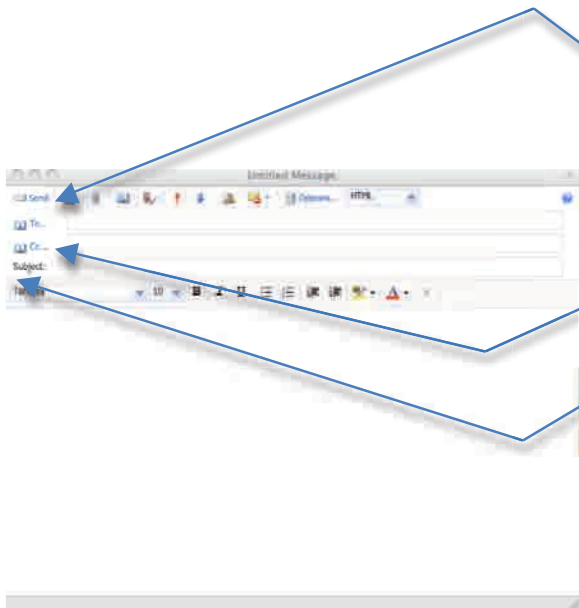 Untitled Message
Send Options... HTML
To...
Cc...
Subject:
10 B I U A